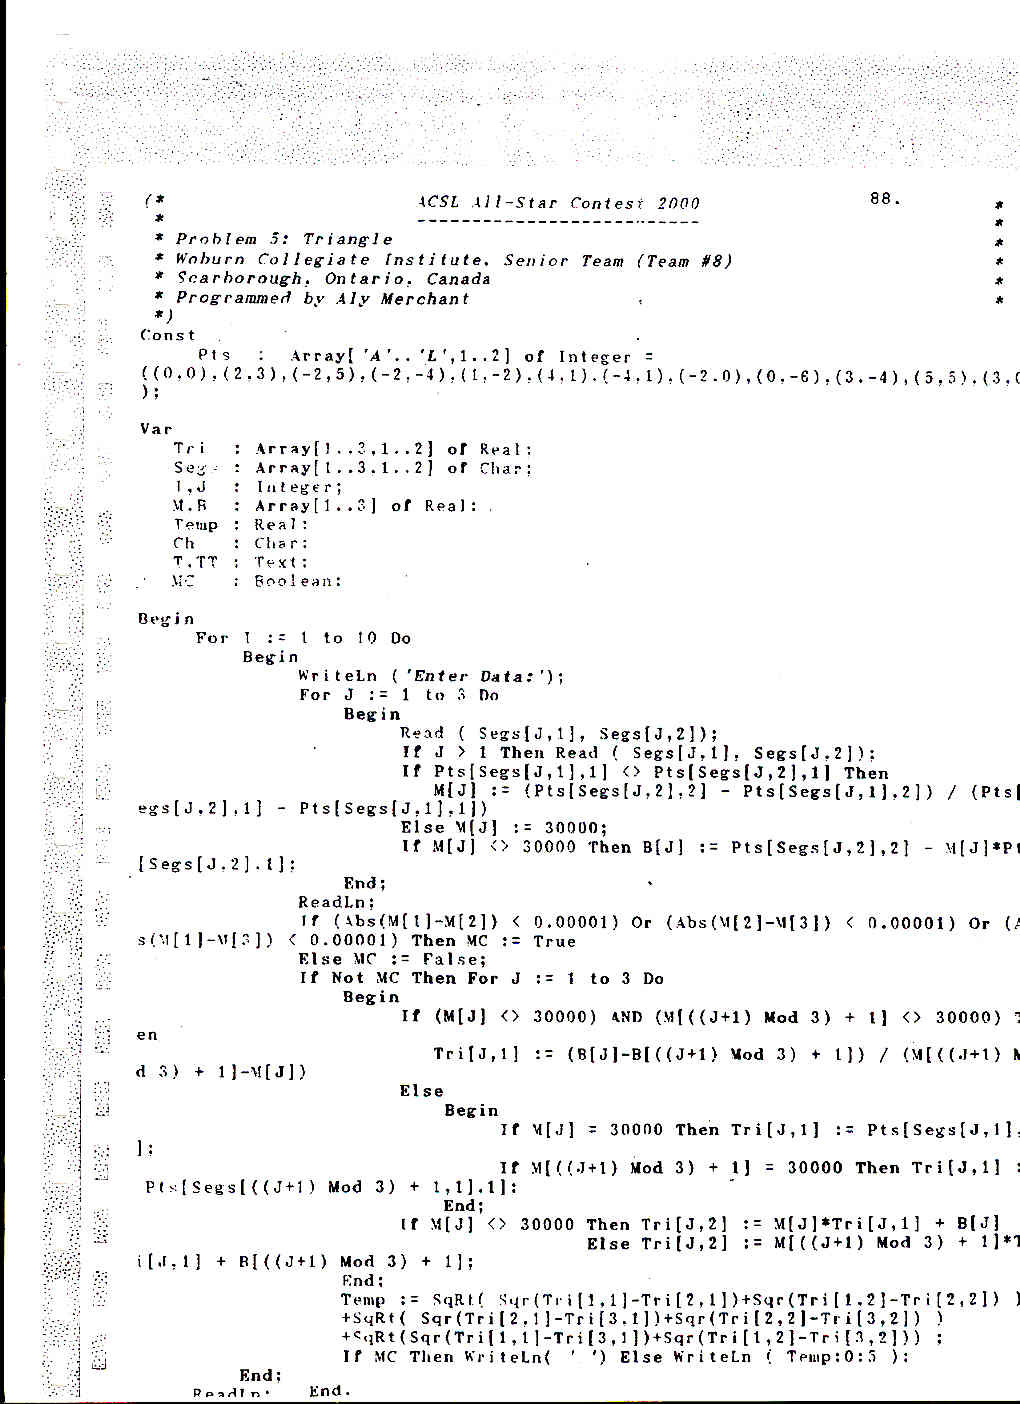 (* ACSL All-Star Contest 2000 88. *
* --------------------------- *
* Problem 5: Triangle *
* Woburn Collegiate Institute, Senior Team (Team #8) *
* Scarborough, Ontario, Canada *
* Programmed by Aly Merchant *
*)
Const
Pts : Array['A'..'L',1..2] of Integer =
((0,0),(2,3),(-2,5),(-2,-4),(1,-2),(4,1),(-4,1),(-2,0),(0,-6),(3,-4),(5,5),(3,0
);
Var
Tri : Array[1..3,1..2] of Real;
Segs : Array[1..3,1..2] of Char;
I,J : Integer;
M,B : Array[1..3] of Real;
Temp : Real;
Ch : Char;
T,TT : Text;
MC : Boolean;
Begin
For I := 1 to 10 Do
Begin
WriteLn ('Enter Data:');
For J := 1 to 3 Do
Begin
Read ( Segs[J,1], Segs[J,2]);
If J > 1 Then Read ( Segs[J,1], Segs[J,2]);
If Pts[Segs[J,1],1] <> Pts[Segs[J,2],1] Then
M[J] := (Pts[Segs[J,2],2] - Pts[Segs[J,1],2]) / (Pts[
egs[J,2],1] - Pts[Segs[J,1],1])
Else M[J] := 30000;
If M[J] <> 30000 Then B[J] := Pts[Segs[J,2],2] - M[J]*Pt
[Segs[J,2],1];
End;
ReadLn;
If (Abs(M[1]-M[2]) < 0.00001) Or (Abs(M[2]-M[3]) < 0.00001) Or (A
s(M[1]-M[3]) < 0.00001) Then MC := True
Else MC := False;
If Not MC Then For J := 1 to 3 Do
Begin
If (M[J] <> 30000) AND (M[((J+1) Mod 3) + 1] <> 30000) T
en
Tri[J,1] := (B[J]-B[((J+1) Mod 3) + 1]) / (M[((J+1) M
d 3) + 1]-M[J])
Else
Begin
If M[J] = 30000 Then Tri[J,1] := Pts[Segs[J,1],
];
If M[((J+1) Mod 3) + 1] = 30000 Then Tri[J,1] :
Pts[Segs[((J+1) Mod 3) + 1,1],1];
End;
If M[J] <> 30000 Then Tri[J,2] := M[J]*Tri[J,1] + B[J]
Else Tri[J,2] := M[((J+1) Mod 3) + 1]*T
i[J,1] + B[((J+1) Mod 3) + 1];
End;
Temp := SqRt( Sqr(Tri[1,1]-Tri[2,1])+Sqr(Tri[1,2]-Tri[2,2]) )
+SqRt( Sqr(Tri[2,1]-Tri[3,1])+Sqr(Tri[2,2]-Tri[3,2]) )
+SqRt(Sqr(Tri[1,1]-Tri[3,1])+Sqr(Tri[1,2]-Tri[3,2])) ;
If MC Then WriteLn( ' ') Else WriteLn ( Temp:0:5 );
End;
ReadLn; End.